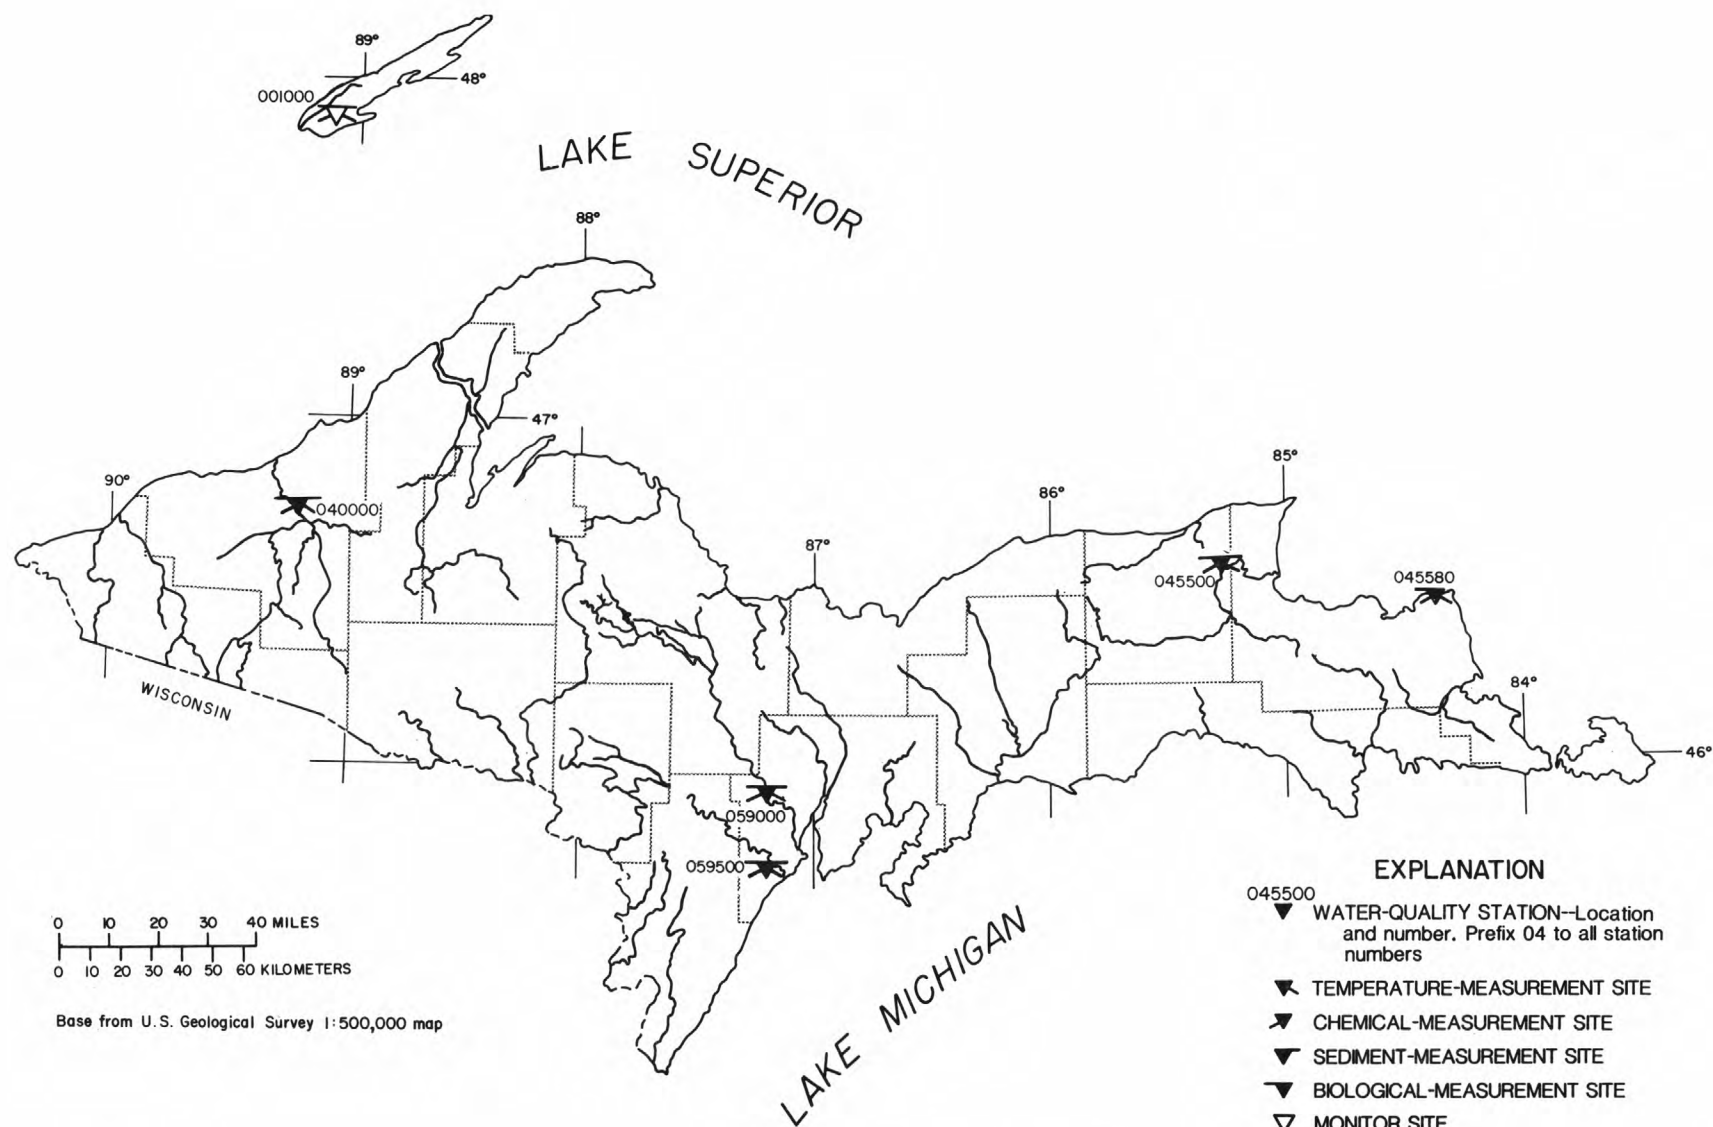 89°
48°
001000
LAKE SUPERIOR
88°
89°
47°
90°
040000
85°
86°
87°
045500
045580
WISCONSIN
84°
46°
059000
059500
EXPLANATION
045500
WATER-QUALITY STATION--Location
and number. Prefix 04 to all station
numbers
TEMPERATURE-MEASUREMENT SITE
CHEMICAL-MEASUREMENT SITE
SEDIMENT-MEASUREMENT SITE
BIOLOGICAL-MEASUREMENT SITE
MONITOR SITE
LAKE MICHIGAN
0 10 20 30 40 MILES
0 10 20 30 40 50 60 KILOMETERS
Base from U.S. Geological Survey 1:500,000 map